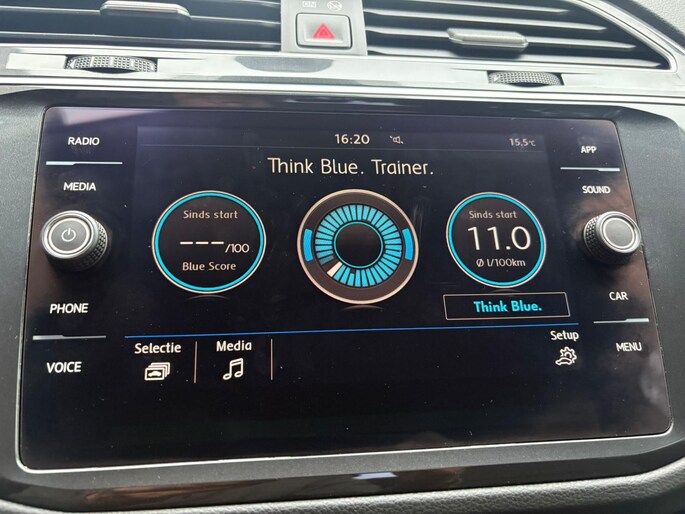 RADIO
MEDIA
PHONE
VOICE
16:20
15.5°C
Think Blue. Trainer.
Sinds start
---/100
Blue Score
Sinds start
11.0
Ø l/100km
Think Blue.
Selectie
Media
Setup
APP
SOUND
CAR
MENU